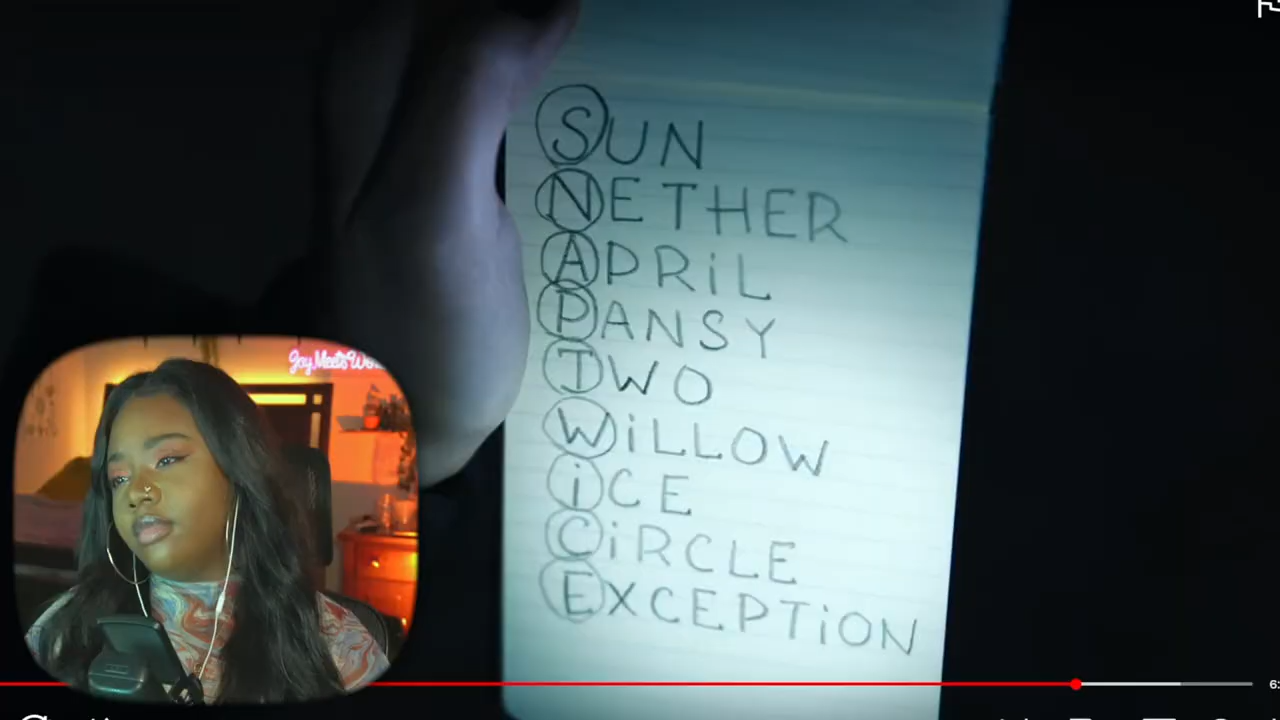 SUN
NETHER
APRiL
PANSY
TWO
WiLLOW
iCE
CiRCLE
EXCEPTiON